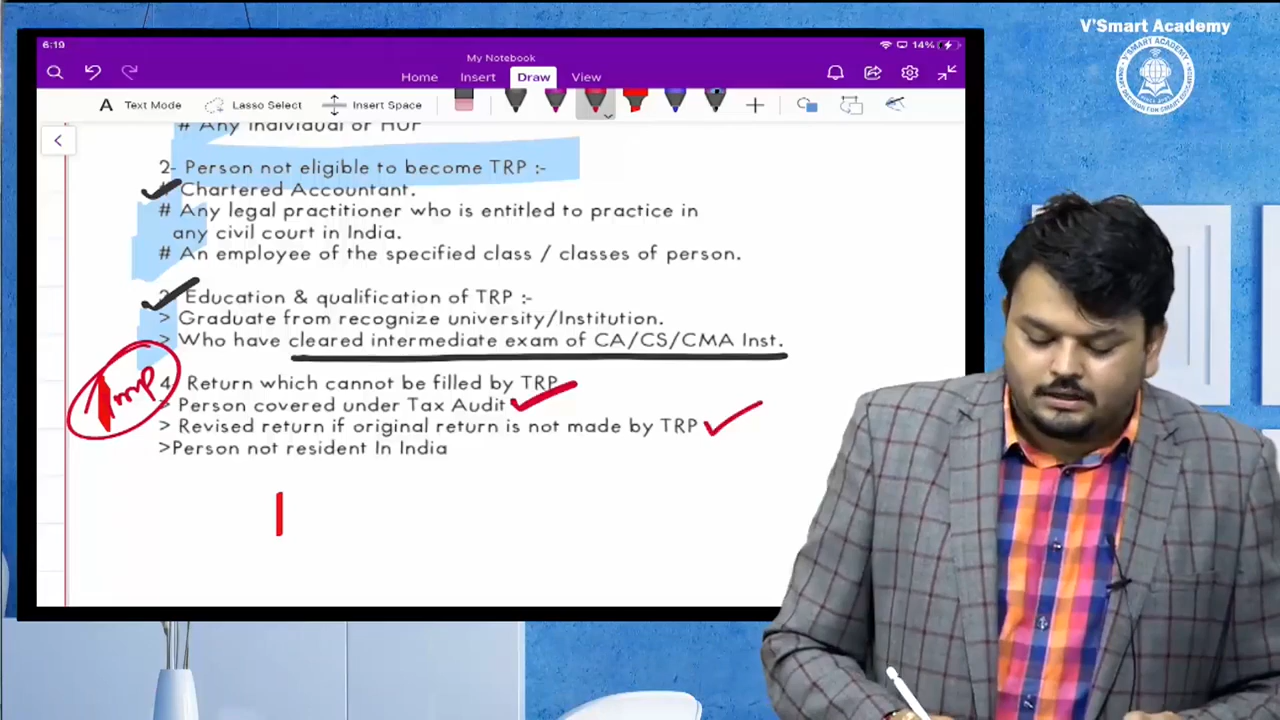 V'Smart Academy
6:19
14%
My Notebook
Home Insert Draw View
A Text Mode Lasso Select Insert Space
# Any Individual or HUF
2- Person not eligible to become TRP :-
# Chartered Accountant.
# Any legal practitioner who is entitled to practice in
any civil court in India.
# An employee of the specified class / classes of person.
Education & qualification of TRP :-
> Graduate from recognize university/Institution.
> Who have cleared intermediate exam of CA/CS/CMA Inst.
Imp
4 Return which cannot be filled by TRP
> Person covered under Tax Audit
> Revised return if original return is not made by TRP
>Person not resident In India